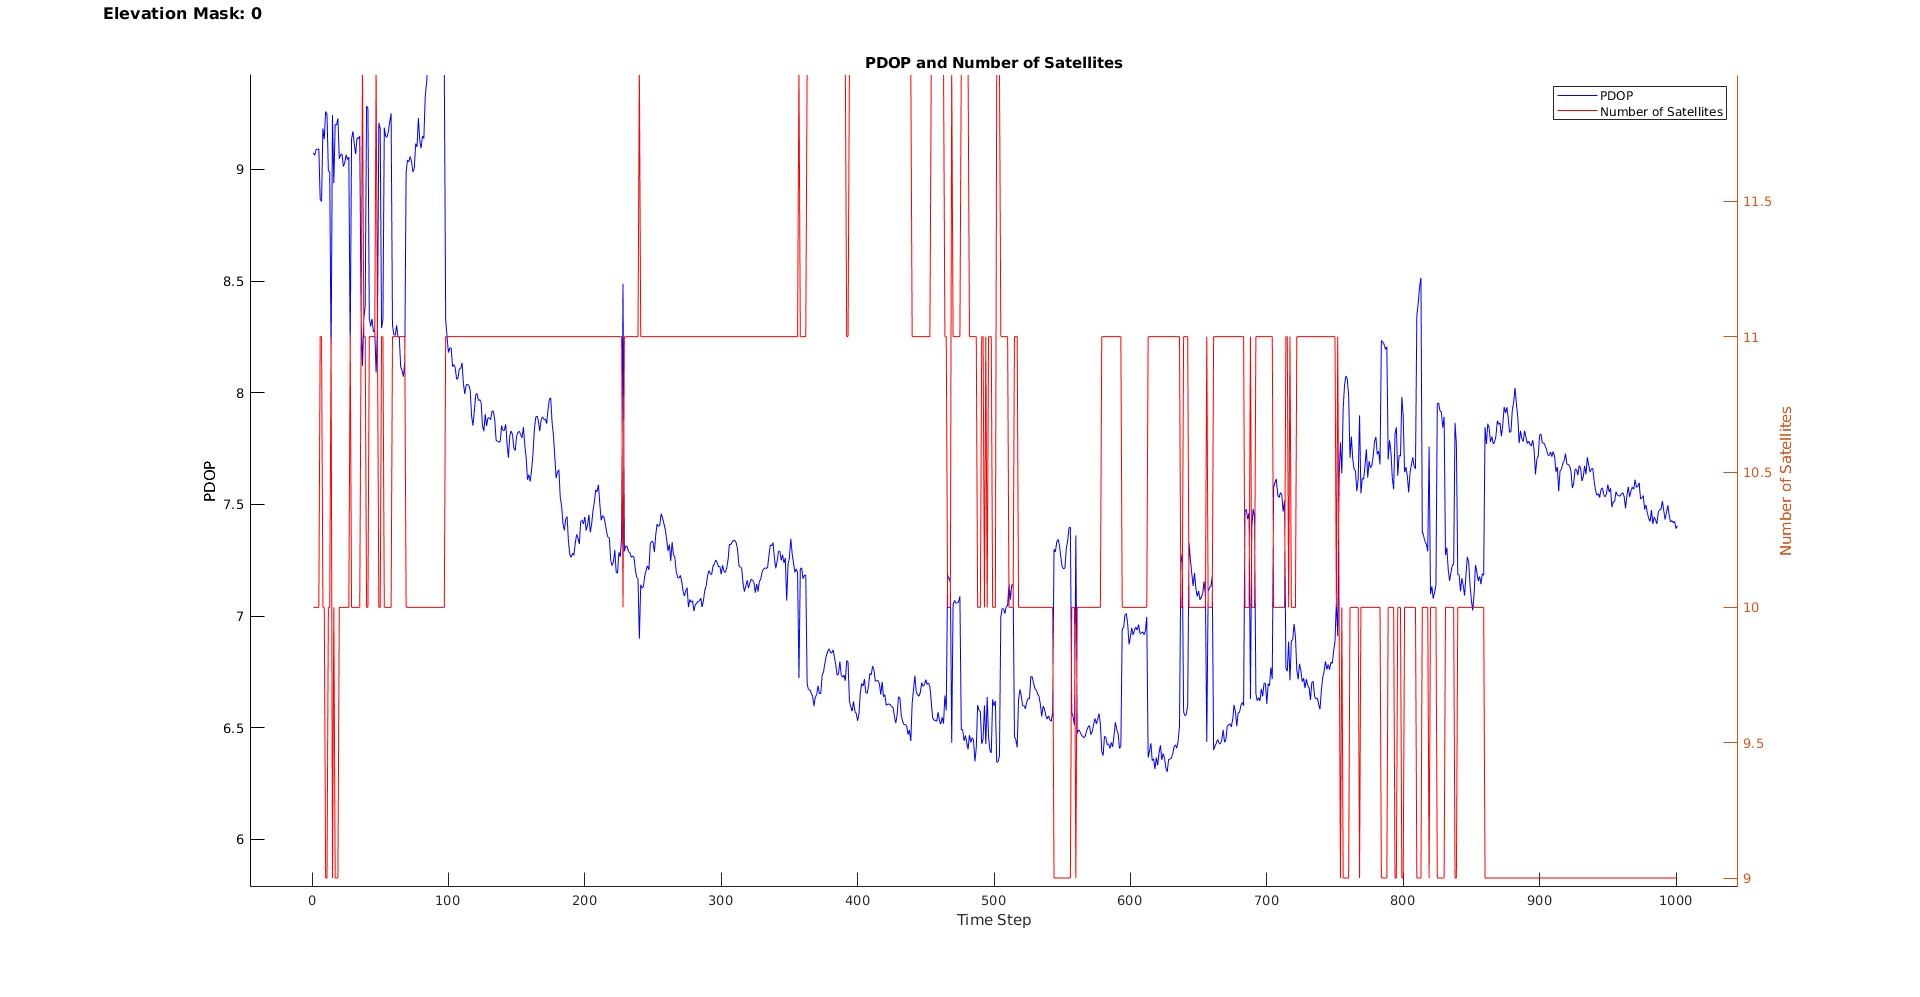 Elevation Mask: 0
PDOP and Number of Satellites
PDOP
Number of Satellites
9
8.5
8
7.5
7
6.5
6
PDOP
11.5
11
10.5
10
9.5
9
Number of Satellites
0 100 200 300 400 500 600 700 800 900 1000
Time Step